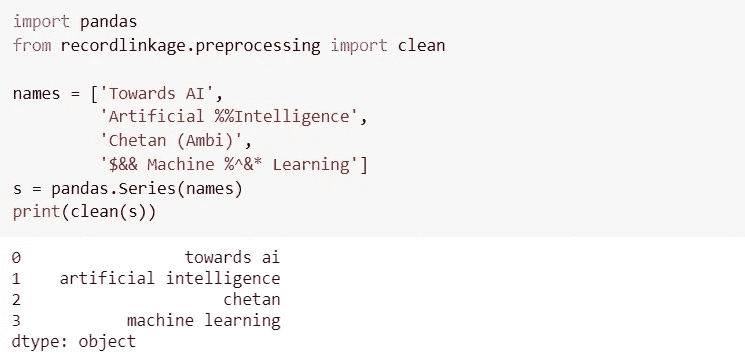 import pandas
from recordlinkage.preprocessing import clean
names = ['Towards AI',
'Artificial %%Intelligence',
'Chetan (Ambi)',
'$&& Machine %^&* Learning']
s = pandas.Series(names)
print(clean(s))
0 towards ai
1 artificial intelligence
2 chetan
3 machine learning
dtype: object